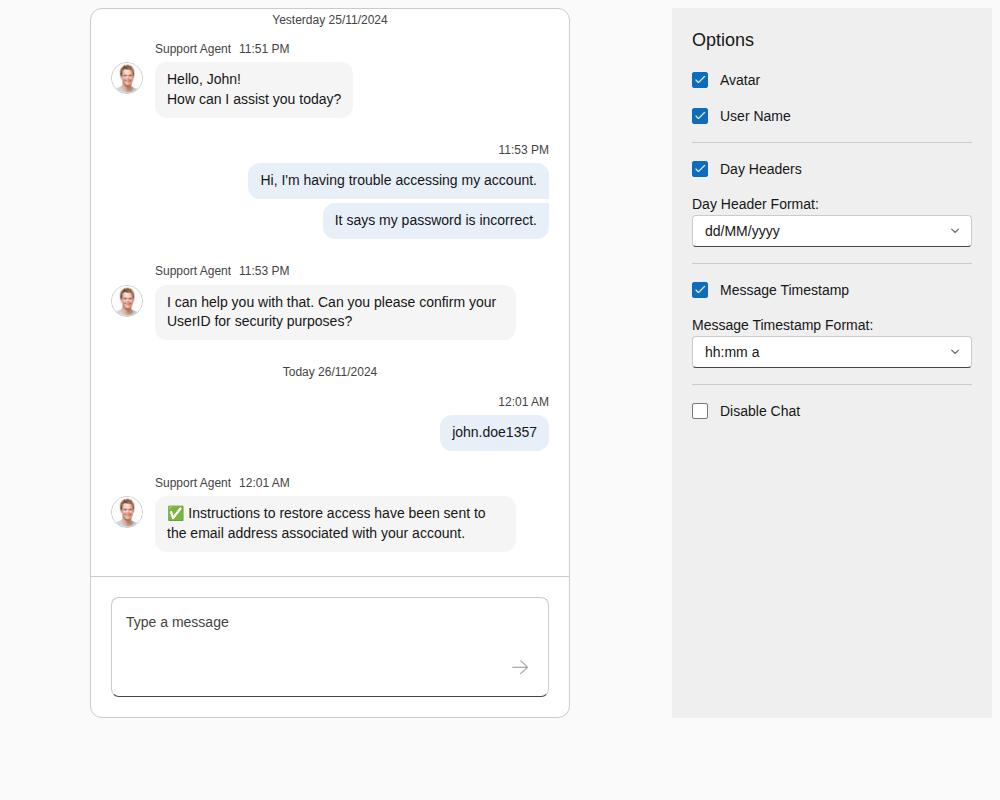 Yesterday 25/11/2024
Support Agent 11:51 PM
Hello, John!
How can I assist you today?
11:53 PM
Hi, I'm having trouble accessing my account.
It says my password is incorrect.
Support Agent 11:53 PM
I can help you with that. Can you please confirm your
UserID for security purposes?
Today 26/11/2024
12:01 AM
john.doe1357
Support Agent 12:01 AM
✅ Instructions to restore access have been sent to
the email address associated with your account.
Type a message
Options
Avatar
User Name
Day Headers
Day Header Format:
dd/MM/yyyy
Message Timestamp
Message Timestamp Format:
hh:mm a
Disable Chat